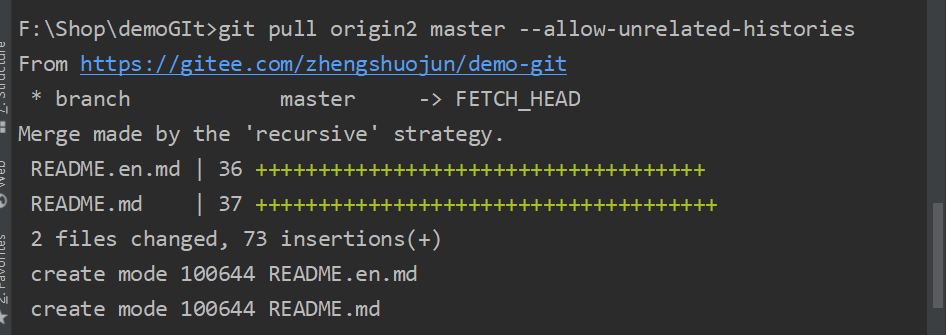 F:\Shop\demoGIt>git pull origin2 master --allow-unrelated-histories
From https://gitee.com/zhengshuojun/demo-git
 * branch            master     -> FETCH_HEAD
Merge made by the 'recursive' strategy.
 README.en.md | 36 ++++++++++++++++++++++++++++++++++++
 README.md    | 37 +++++++++++++++++++++++++++++++++++++
 2 files changed, 73 insertions(+)
 create mode 100644 README.en.md
 create mode 100644 README.md
7: Structure
Web
2: Favorites